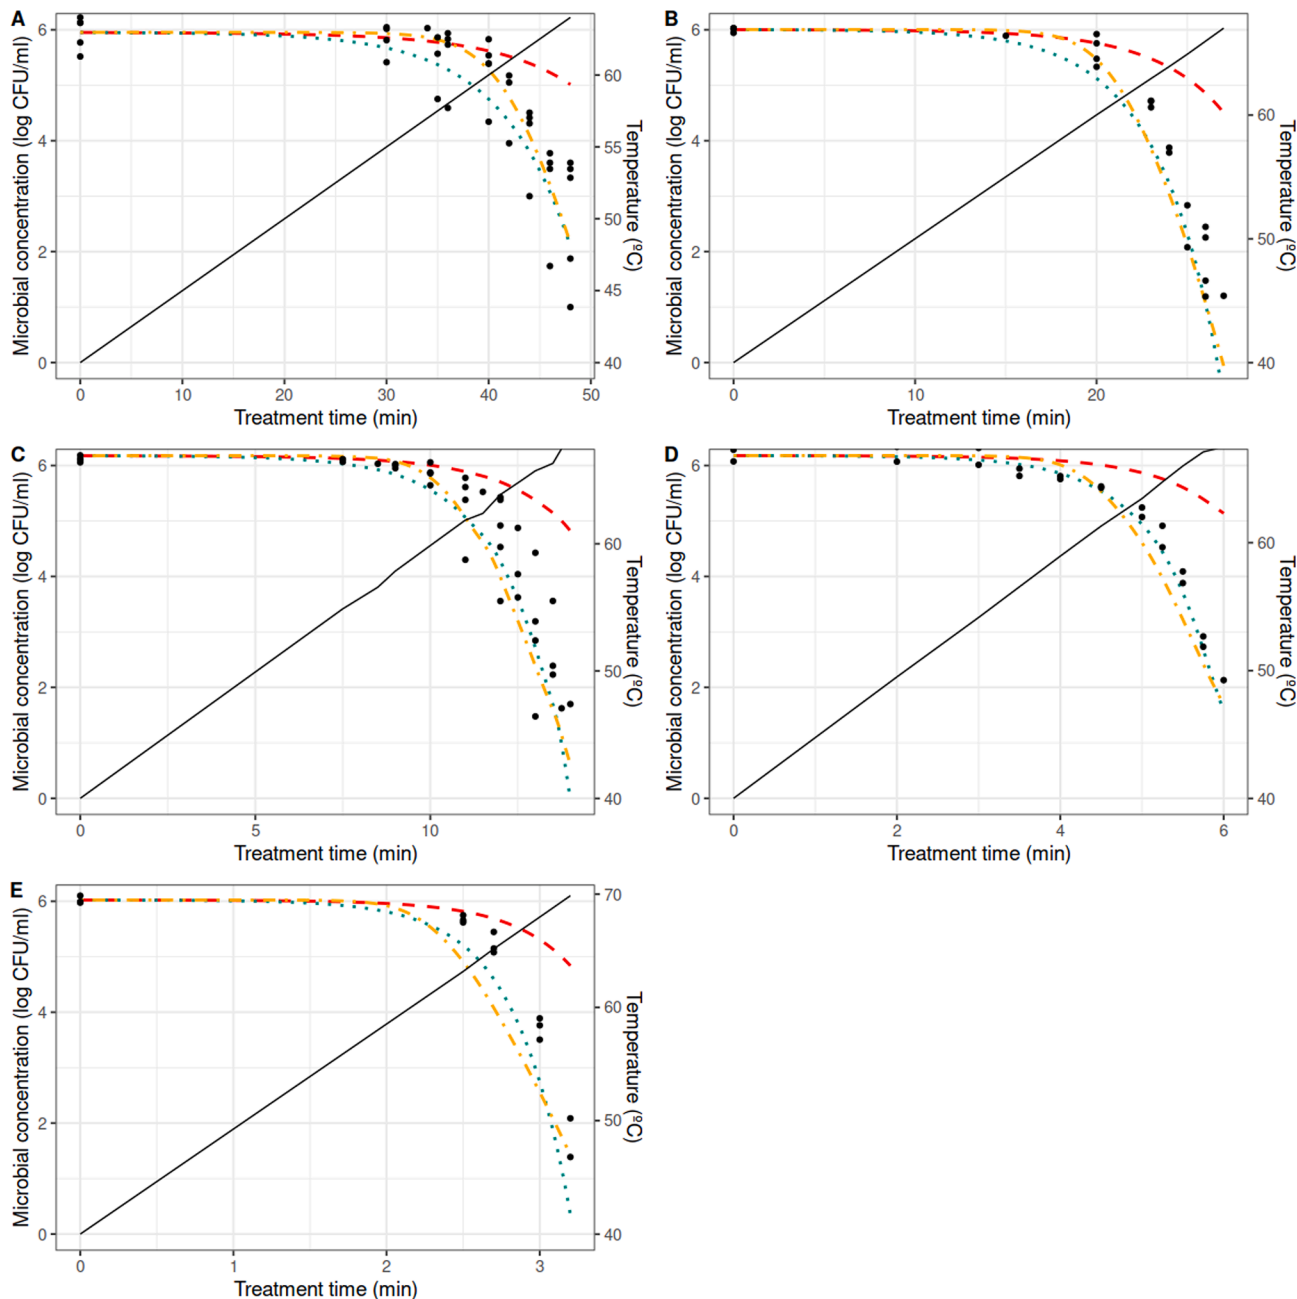 A
Microbial concentration (log CFU/ml)
6
4
2
0
60
55
50
45
40
Temperature (ºC)
0 10 20 30 40 50
Treatment time (min)
B
Microbial concentration (log CFU/ml)
6
4
2
0
60
50
40
Temperature (ºC)
0 10 20
Treatment time (min)
C
Microbial concentration (log CFU/ml)
6
4
2
0
60
50
40
Temperature (ºC)
0 5 10
Treatment time (min)
D
Microbial concentration (log CFU/ml)
6
4
2
0
60
50
40
Temperature (ºC)
0 2 4 6
Treatment time (min)
E
Microbial concentration (log CFU/ml)
6
4
2
0
70
60
50
40
Temperature (ºC)
0 1 2 3
Treatment time (min)